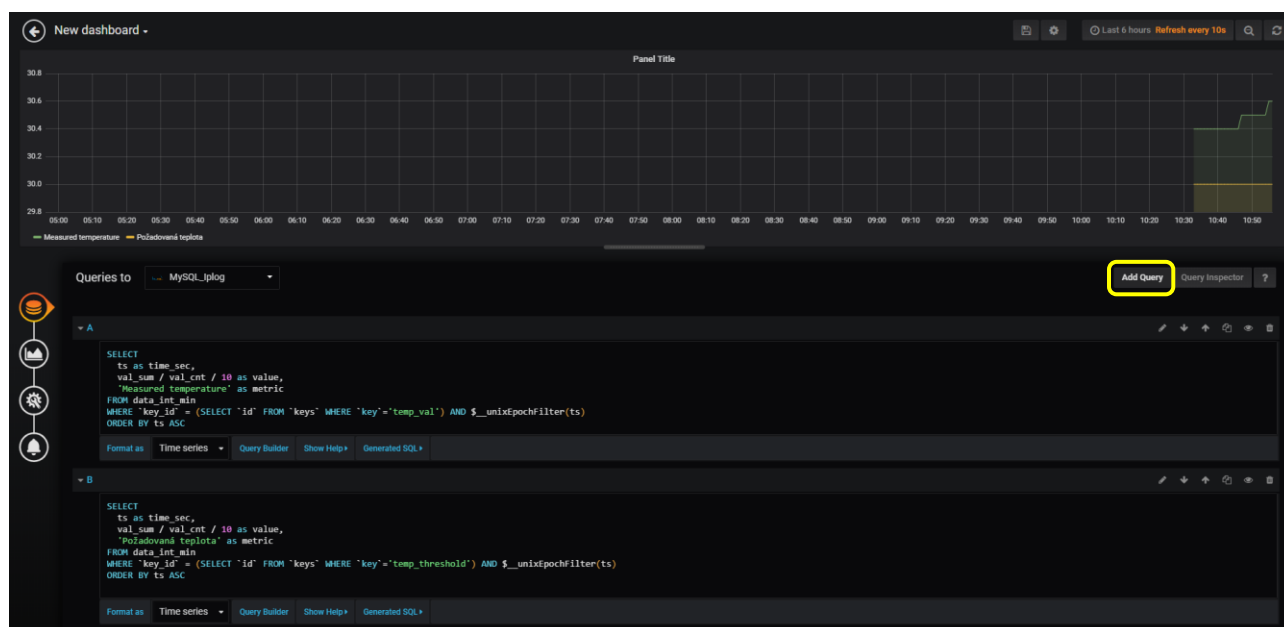 New dashboard
Last 6 hours Refresh every 10s
Panel Title
30.8
30.6
30.4
30.2
30.0
29.8
05:00 05:10 05:20 05:30 05:40 05:50 06:00 06:10 06:20 06:30 06:40 06:50 07:00 07:10 07:20 07:30 07:40 07:50 08:00 08:10 08:20 08:30 08:40 08:50 09:00 09:10 09:20 09:30 09:40 09:50 10:00 10:10 10:20 10:30 10:40 10:50
Measured temperature Požadovaná teplota
Queries to MySQL_Iplog Add Query Query Inspector ?
A
SELECT
ts as time_sec,
val_sum / val_cnt / 10 as value,
'Measured temperature' as metric
FROM data_int_min
WHERE `key_id` = (SELECT `id` FROM `keys` WHERE `key`='temp_val') AND $__unixEpochFilter(ts)
ORDER BY ts ASC
Format as Time series Query Builder Show Help Generated SQL
B
SELECT
ts as time_sec,
val_sum / val_cnt / 10 as value,
'Požadovaná teplota' as metric
FROM data_int_min
WHERE `key_id` = (SELECT `id` FROM `keys` WHERE `key`='temp_threshold') AND $__unixEpochFilter(ts)
ORDER BY ts ASC
Format as Time series Query Builder Show Help Generated SQL